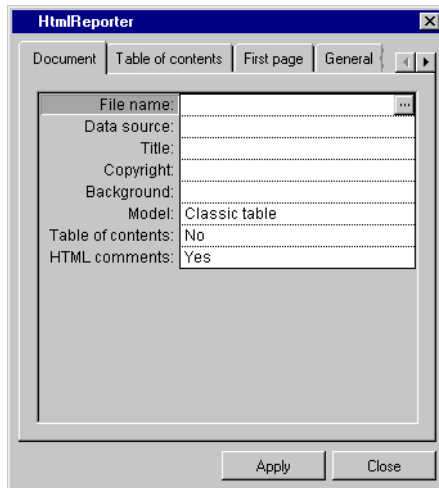 HtmlReporter
Document Table of contents First page General
File name: ...
Data source:
Title:
Copyright:
Background:
Model: Classic table
Table of contents: No
HTML comments: Yes
Apply Close